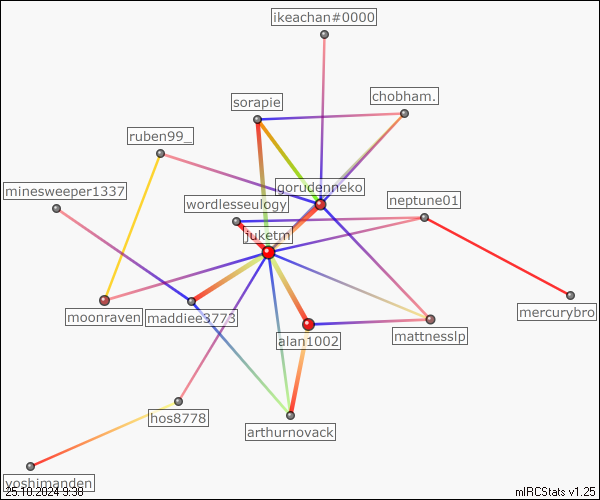 ikeachan#0000
sorapie
chobham.
ruben99_
minesweeper1337
gorudenneko
wordlesseulogy
neptune01
juketm
moonraven
maddiee3773
mercurybro
alan1002
mattnesslp
hos8778
arthurnovack
yoshimanden
25.10.2024 9:38
mIRCStats v1.25